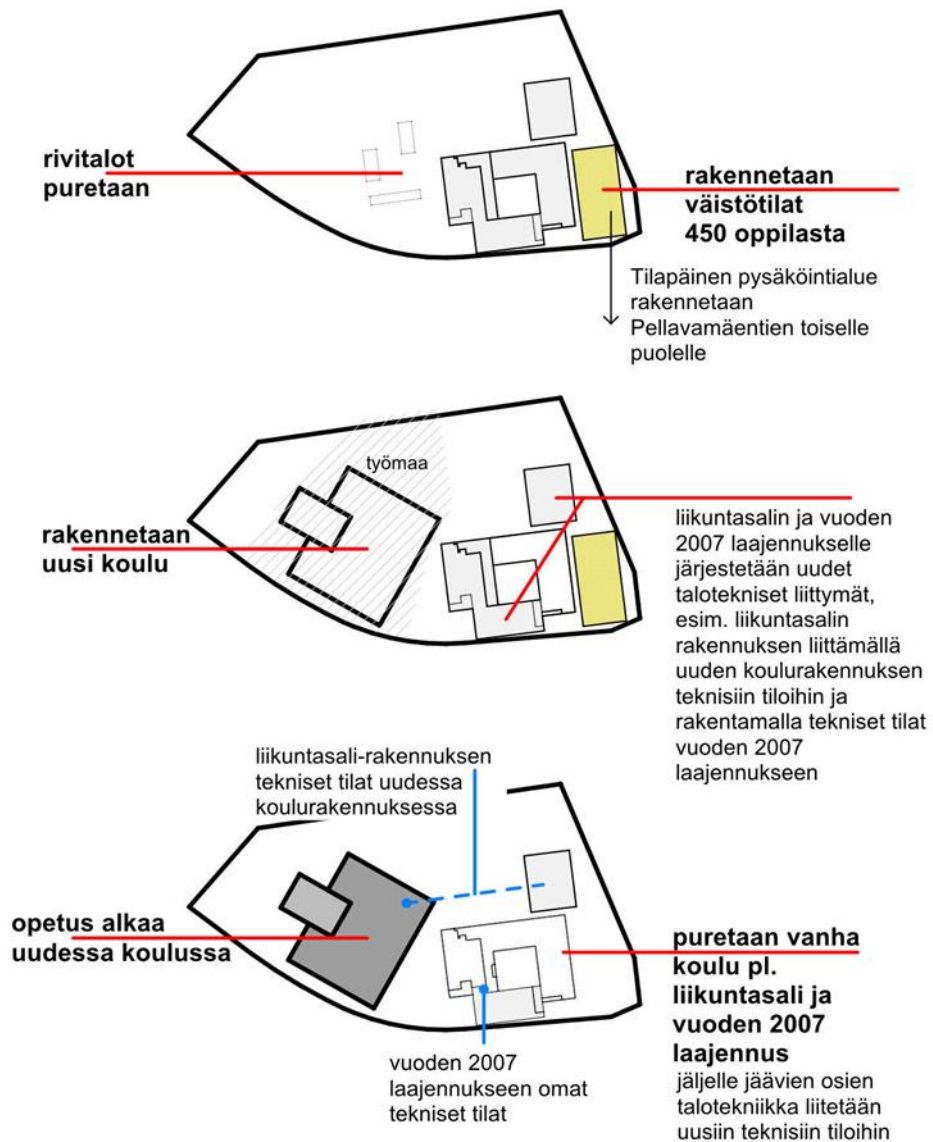 rivitalot
puretaan
rakennetaan
väistötilat
450 oppilasta
Tilapäinen pysäköintialue
rakennetaan
Pellavamäentien toiselle
puolelle
työmaa
rakennetaan
uusi koulu
liikuntasalin ja vuoden
2007 laajennukselle
järjestetään uudet
talotekniset liittymät,
esim. liikuntasalin
rakennuksen liittämällä
uuden koulurakennuksen
teknisiin tiloihin ja
rakentamalla tekniset tilat
vuoden 2007
laajennukseen
liikuntasali-rakennuksen
tekniset tilat uudessa
koulurakennuksessa
opetus alkaa
uudessa koulussa
puretaan vanha
koulu pl.
liikuntasali ja
vuoden 2007
laajennus
jäljelle jäävien osien
talotekniikka liitetään
uusiin teknisiin tiloihin
vuoden 2007
laajennukseen omat
tekniset tilat